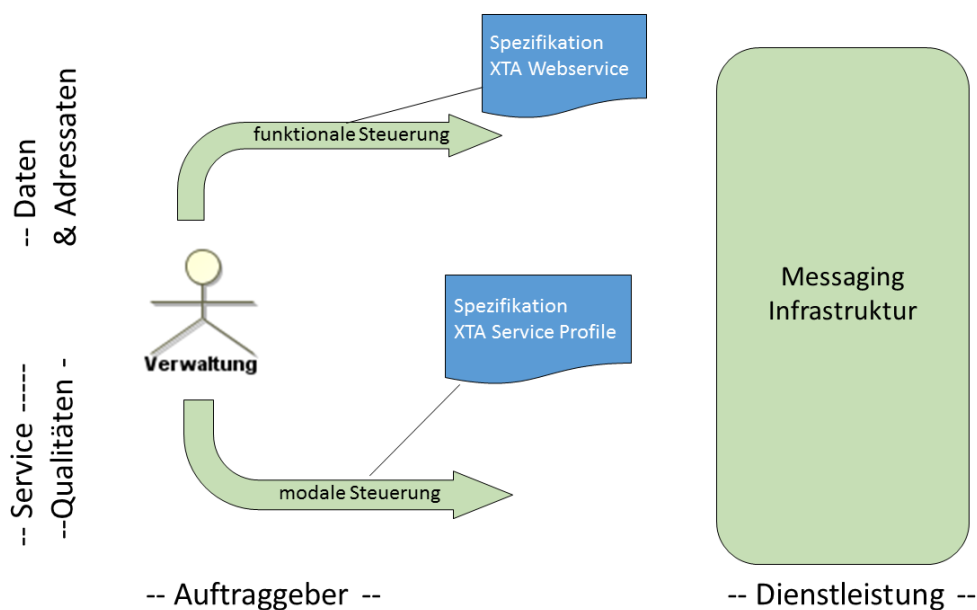 Spezifikation
XTA Webservice
funktionale Steuerung
-- Daten
& Adressaten
Verwaltung
Spezifikation
XTA Service Profile
Messaging
Infrastruktur
-- Service -----
--Qualitäten -
modale Steuerung
-- Auftraggeber --
-- Dienstleistung --